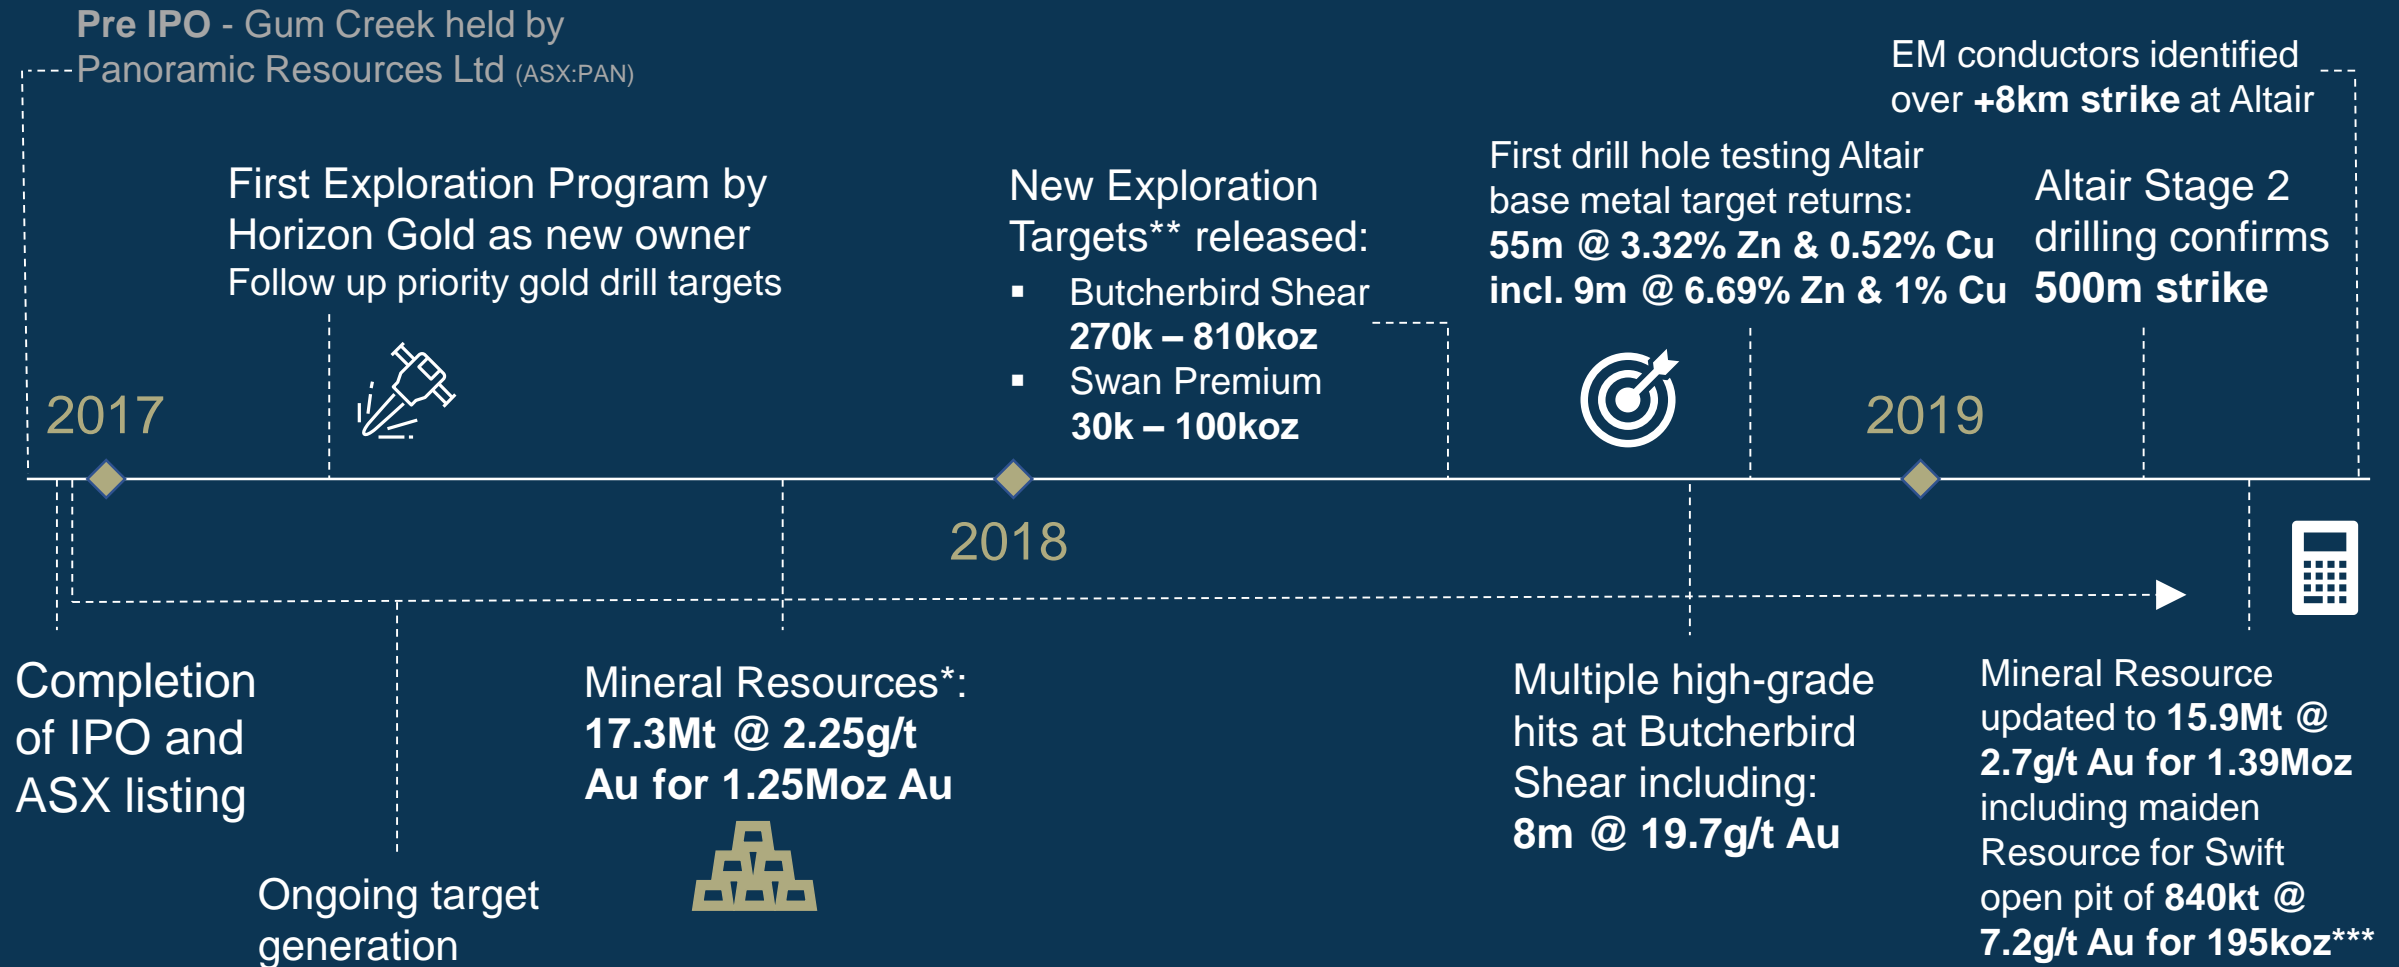 Pre IPO - Gum Creek held by
Panoramic Resources Ltd (ASX:PAN)
First Exploration Program by
Horizon Gold as new owner
Follow up priority gold drill targets
New Exploration
Targets** released:
▪ Butcherbird Shear
270k – 810koz
▪ Swan Premium
30k – 100koz
First drill hole testing Altair
base metal target returns:
55m @ 3.32% Zn & 0.52% Cu
incl. 9m @ 6.69% Zn & 1% Cu
EM conductors identified
over +8km strike at Altair
Altair Stage 2
drilling confirms
500m strike
2017
2018
2019
Completion
of IPO and
ASX listing
Ongoing target
generation
Mineral Resources*:
17.3Mt @ 2.25g/t
Au for 1.25Moz Au
Multiple high-grade
hits at Butcherbird
Shear including:
8m @ 19.7g/t Au
Mineral Resource
updated to 15.9Mt @
2.7g/t Au for 1.39Moz
including maiden
Resource for Swift
open pit of 840kt @
7.2g/t Au for 195koz***